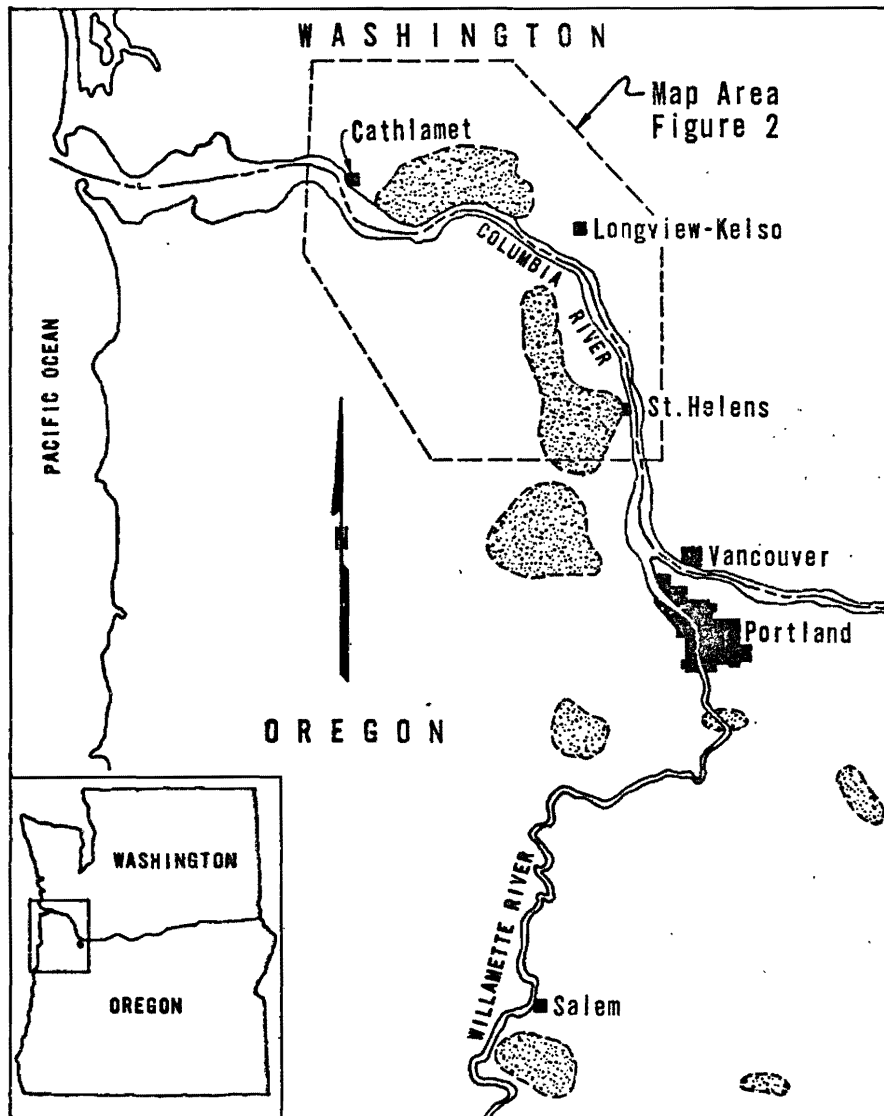 WASHINGTON
Map Area
Figure 2
Cathlamet
Longview-Kelso
COLUMBIA
RIVER
PACIFIC OCEAN
St. Helens
N
Vancouver
Portland
OREGON
WASHINGTON
OREGON
WILLAMETTE RIVER
Salem